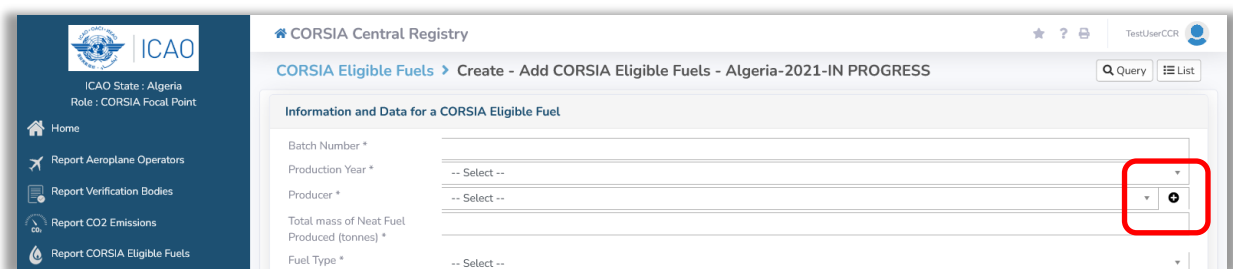 ICAO
ICAO State : Algeria
Role : CORSIA Focal Point
Home
Report Aeroplane Operators
Report Verification Bodies
Report CO2 Emissions
Report CORSIA Eligible Fuels
CORSIA Central Registry
TestUserCCR
CORSIA Eligible Fuels > Create - Add CORSIA Eligible Fuels - Algeria-2021-IN PROGRESS
Query
List
Information and Data for a CORSIA Eligible Fuel
Batch Number *
Production Year *
-- Select --
Producer *
-- Select --
Total mass of Neat Fuel
Produced (tonnes) *
Fuel Type *
-- Select --